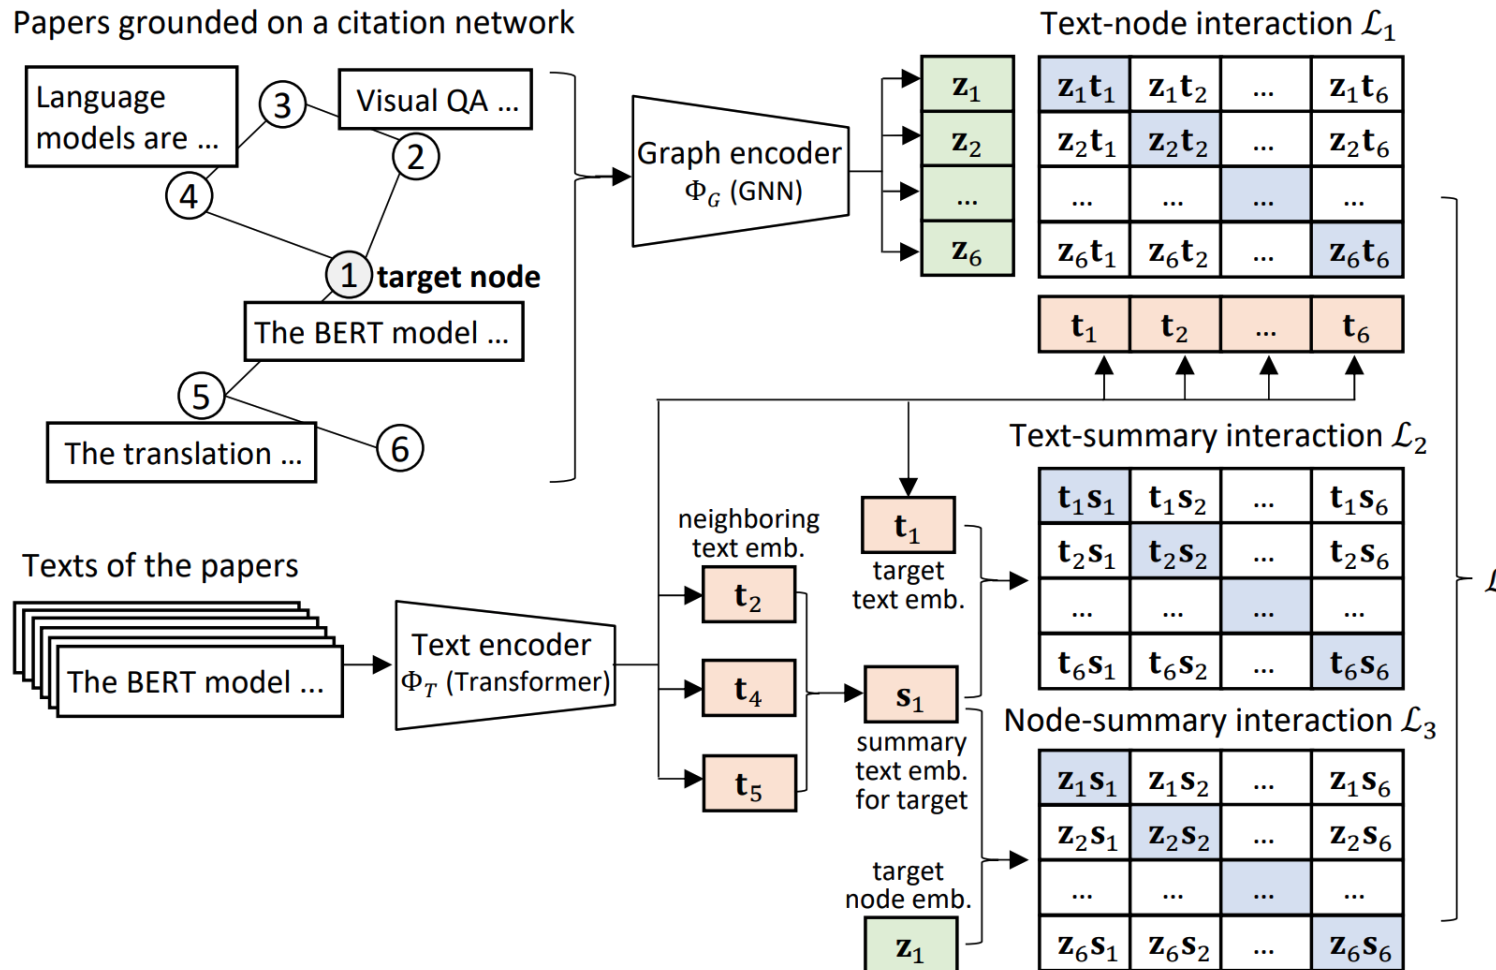 Papers grounded on a citation network
Language
models are ...
3
Visual QA ...
2
4
1
target node
The BERT model ...
5
The translation ...
6
Graph encoder
Φ_G (GNN)
z₁
z₂
...
z₆
Text-node interaction ℒ₁
z₁t₁ z₁t₂ ... z₁t₆
z₂t₁ z₂t₂ ... z₂t₆
... ... ... ...
z₆t₁ z₆t₂ ... z₆t₆
t₁ t₂ ... t₆
Texts of the papers
The BERT model ...
Text encoder
Φ_T (Transformer)
neighboring
text emb.
t₂
t₄
t₅
t₁
target
text emb.
s₁
summary
text emb.
for target
target
node emb.
z₁
Text-summary interaction ℒ₂
t₁s₁ t₁s₂ ... t₁s₆
t₂s₁ t₂s₂ ... t₂s₆
... ... ... ...
t₆s₁ t₆s₂ ... t₆s₆
Node-summary interaction ℒ₃
z₁s₁ z₁s₂ ... z₁s₆
z₂s₁ z₂s₂ ... z₂s₆
... ... ... ...
z₆s₁ z₆s₂ ... z₆s₆
ℒ